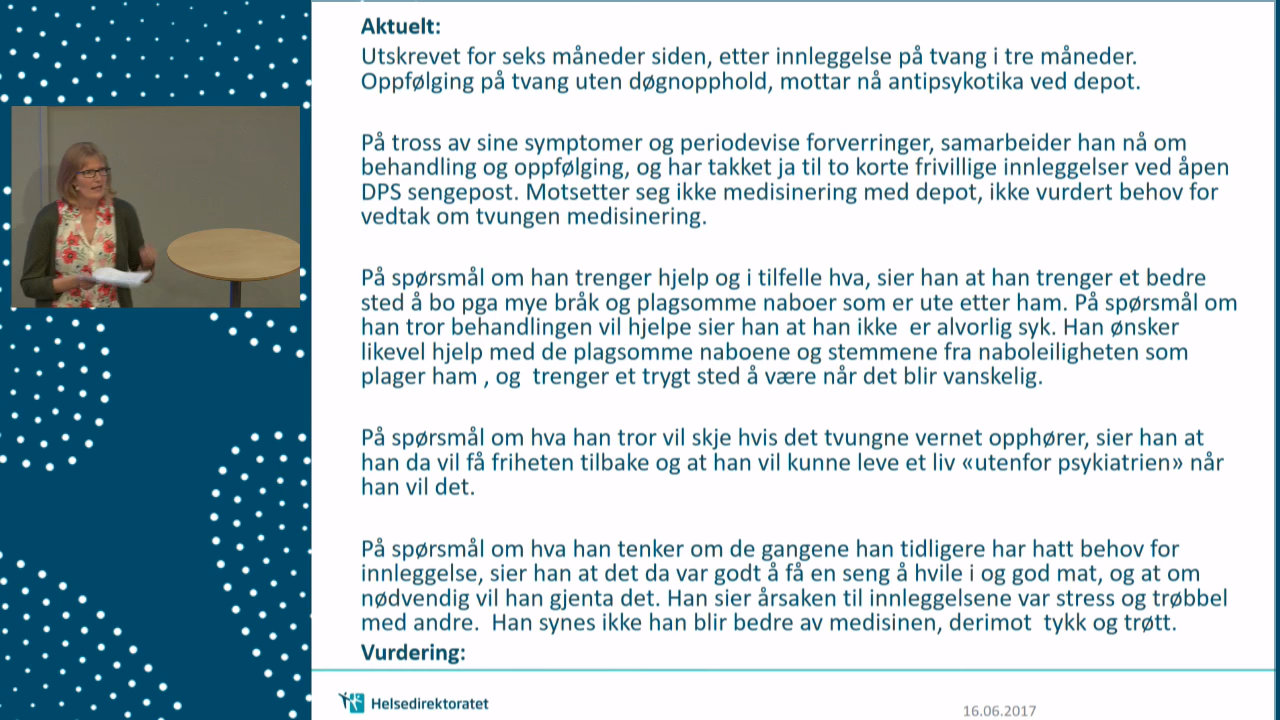 Aktuelt:
Utskrevet for seks måneder siden, etter innleggelse på tvang i tre måneder.
Oppfølging på tvang uten døgnopphold, mottar nå antipsykotika ved depot.
På tross av sine symptomer og periodevise forverringer, samarbeider han nå om
behandling og oppfølging, og har takket ja til to korte frivillige innleggelser ved åpen
DPS sengepost. Motsetter seg ikke medisinering med depot, ikke vurdert behov for
vedtak om tvungen medisinering.
På spørsmål om han trenger hjelp og i tilfelle hva, sier han at han trenger et bedre
sted å bo pga mye bråk og plagsomme naboer som er ute etter ham. På spørsmål om
han tror behandlingen vil hjelpe sier han at han ikke  er alvorlig syk. Han ønsker
likevel hjelp med de plagsomme naboene og stemmene fra naboleiligheten som
plager ham , og  trenger et trygt sted å være når det blir vanskelig.
På spørsmål om hva han tror vil skje hvis det tvungne vernet opphører, sier han at
han da vil få friheten tilbake og at han vil kunne leve et liv «utenfor psykiatrien» når
han vil det.
På spørsmål om hva han tenker om de gangene han tidligere har hatt behov for
innleggelse, sier han at det da var godt å få en seng å hvile i og god mat, og at om
nødvendig vil han gjenta det. Han sier årsaken til innleggelsene var stress og trøbbel
med andre.  Han synes ikke han blir bedre av medisinen, derimot  tykk og trøtt.
Vurdering:
Helsedirektoratet
16.06.2017